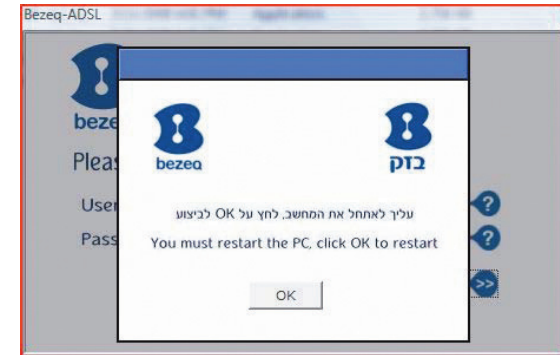 Bezeq-ADSL
beze
Pleas
User
Pass
bezeq
בזק
עליך לאתחל את המחשב, לחץ על OK לביצוע
You must restart the PC, click OK to restart
OK